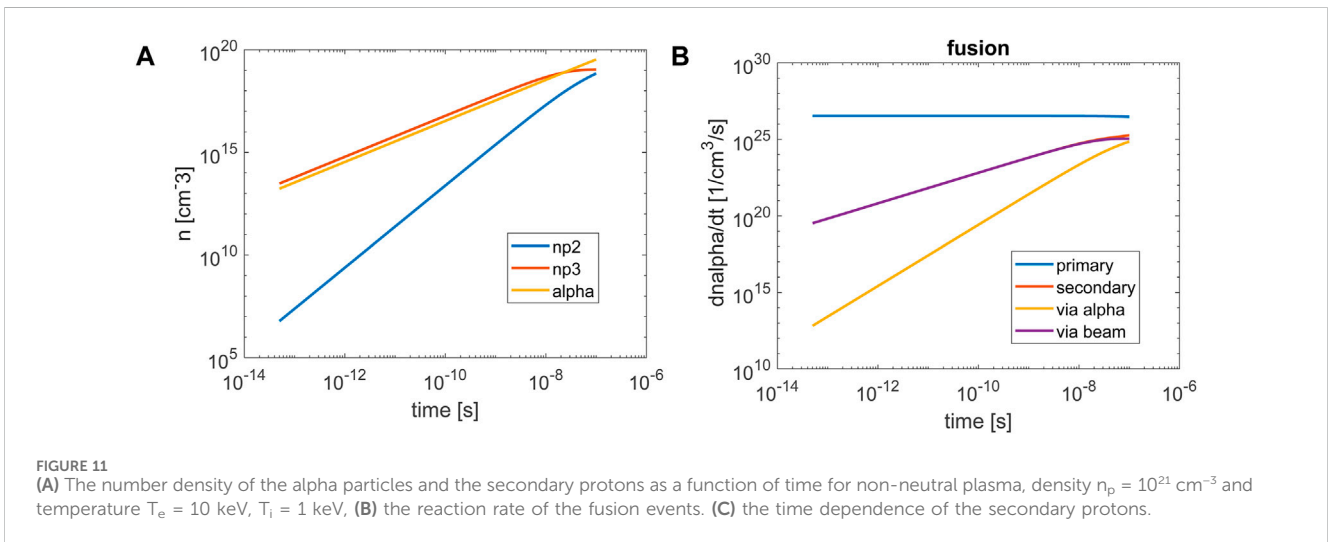 A
10^20
10^15
10^10
10^5
n [cm^-3]
10^-14
10^-12
10^-10
10^-8
10^-6
time [s]
np2
np3
alpha
B
fusion
10^30
10^25
10^20
10^15
10^10
dnalpha/dt [1/cm^3/s]
10^-14
10^-12
10^-10
10^-8
10^-6
time [s]
primary
secondary
via alpha
via beam
FIGURE 11
(A) The number density of the alpha particles and the secondary protons as a function of time for non-neutral plasma, density n_p = 10^21 cm^−3 and
temperature T_e = 10 keV, T_i = 1 keV, (B) the reaction rate of the fusion events. (C) the time dependence of the secondary protons.